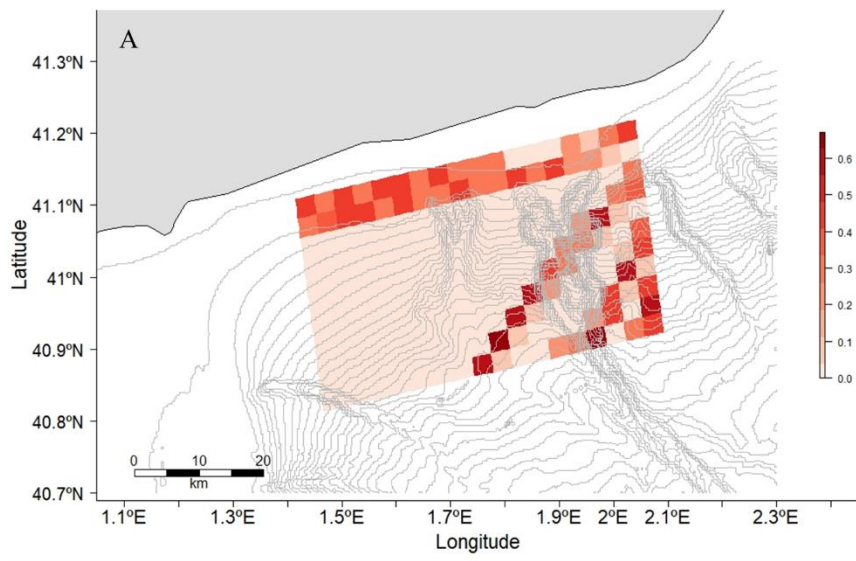 A
41.3ºN
41.2ºN
41.1ºN
41ºN
40.9ºN
40.8ºN
40.7ºN
Latitude
0.6
0.5
0.4
0.3
0.2
0.1
0.0
0 10 20
km
1.1ºE 1.3ºE 1.5ºE 1.7ºE 1.9ºE 2ºE 2.1ºE 2.3ºE
Longitude